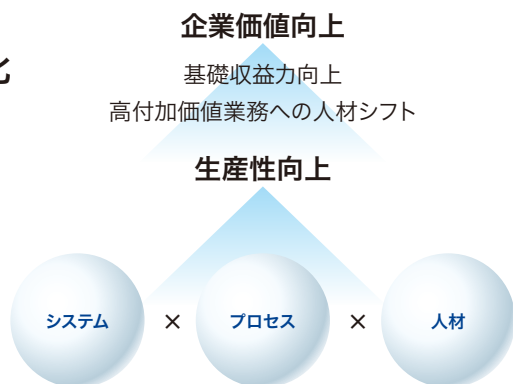 企業価値向上
化
基礎収益力向上
高付加価値業務への人材シフト
生産性向上
システム × プロセス × 人材